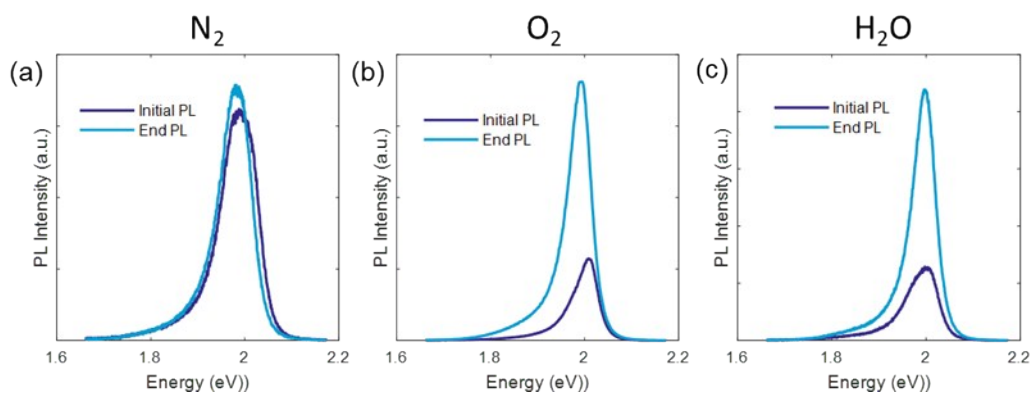 N₂
O₂
H₂O
(a)
Initial PL
End PL
PL Intensity (a.u.)
1.6
1.8
2
2.2
Energy (eV))
(b)
Initial PL
End PL
PL Intensity (a.u.)
1.6
1.8
2
2.2
Energy (eV))
(c)
Initial PL
End PL
PL Intensity (a.u.)
1.6
1.8
2
2.2
Energy (eV))